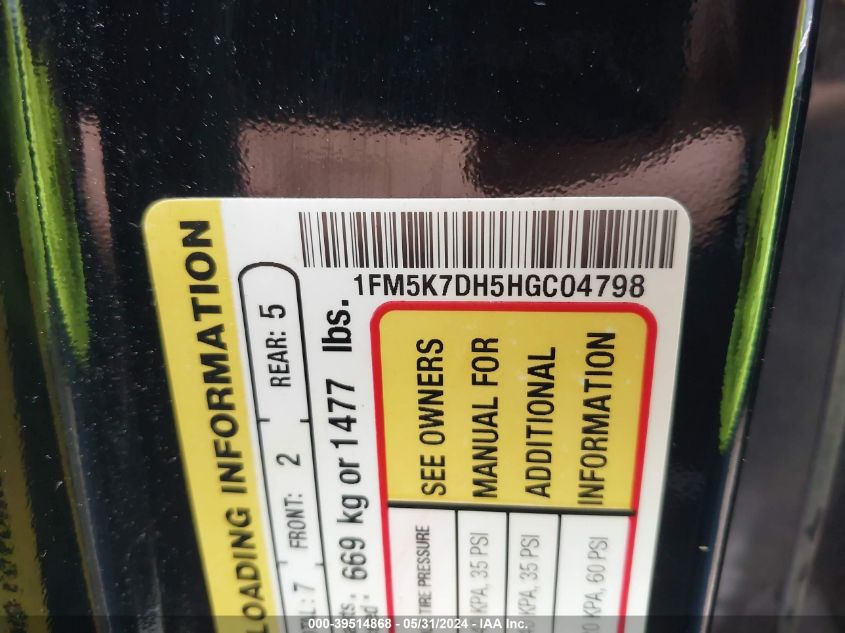 1FM5K7DH5HGC04798
LOADING INFORMATION
: 7 FRONT: 2 REAR: 5
669 kg or 1477 lbs.
SEE OWNERS
MANUAL FOR
ADDITIONAL
INFORMATION
TIRE PRESSURE
KPA, 35 PSI
KPA, 35 PSI
KPA, 60 PSI
000-39514868 - 05/31/2024 - IAA Inc.